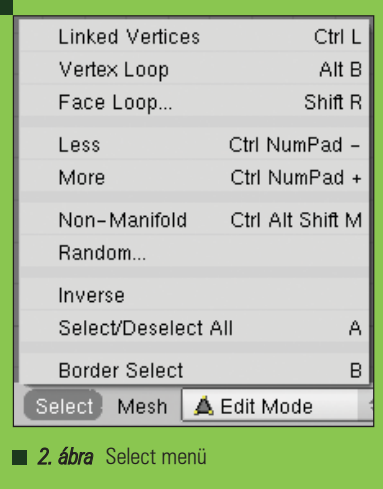 Linked Vertices Ctrl L
Vertex Loop Alt B
Face Loop... Shift R
Less Ctrl NumPad -
More Ctrl NumPad +
Non-Manifold Ctrl Alt Shift M
Random...
Inverse
Select/Deselect All A
Border Select B
Select Mesh Edit Mode
2. ábra Select menü